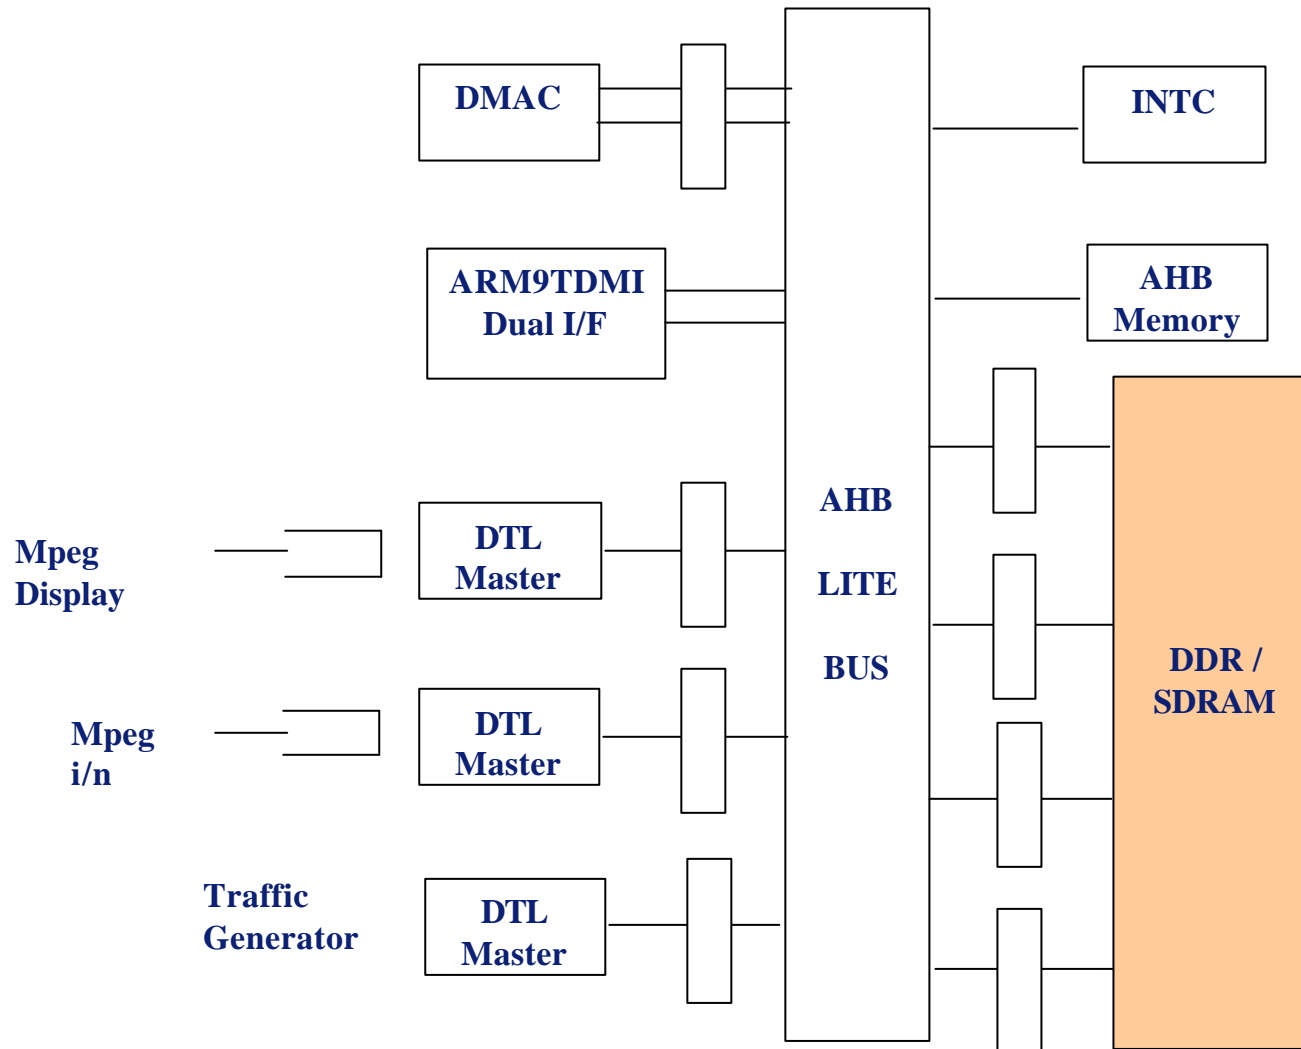 DMAC
INTC
ARM9TDMI
Dual I/F
AHB
Memory
Mpeg
Display
DTL
Master
AHB
LITE
BUS
DDR /
SDRAM
Mpeg
i/n
DTL
Master
Traffic
Generator
DTL
Master